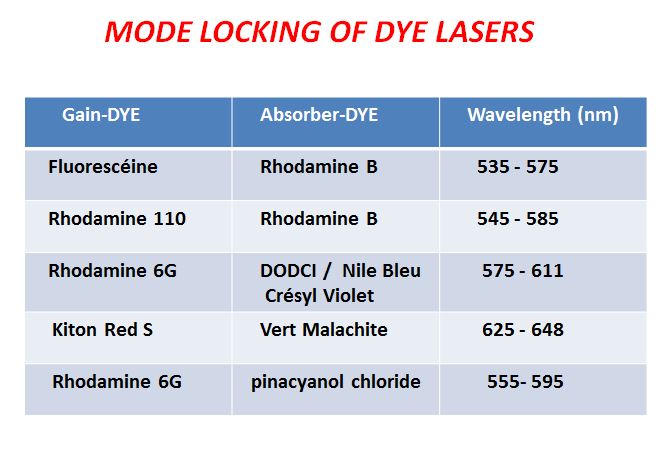 MODE LOCKING OF DYE LASERS
Gain-DYE Absorber-DYE Wavelength (nm)
Fluorescéine Rhodamine B 535 - 575
Rhodamine 110 Rhodamine B 545 - 585
Rhodamine 6G DODCI / Nile Bleu 575 - 611
Crésyl Violet
Kiton Red S Vert Malachite 625 - 648
Rhodamine 6G pinacyanol chloride 555- 595